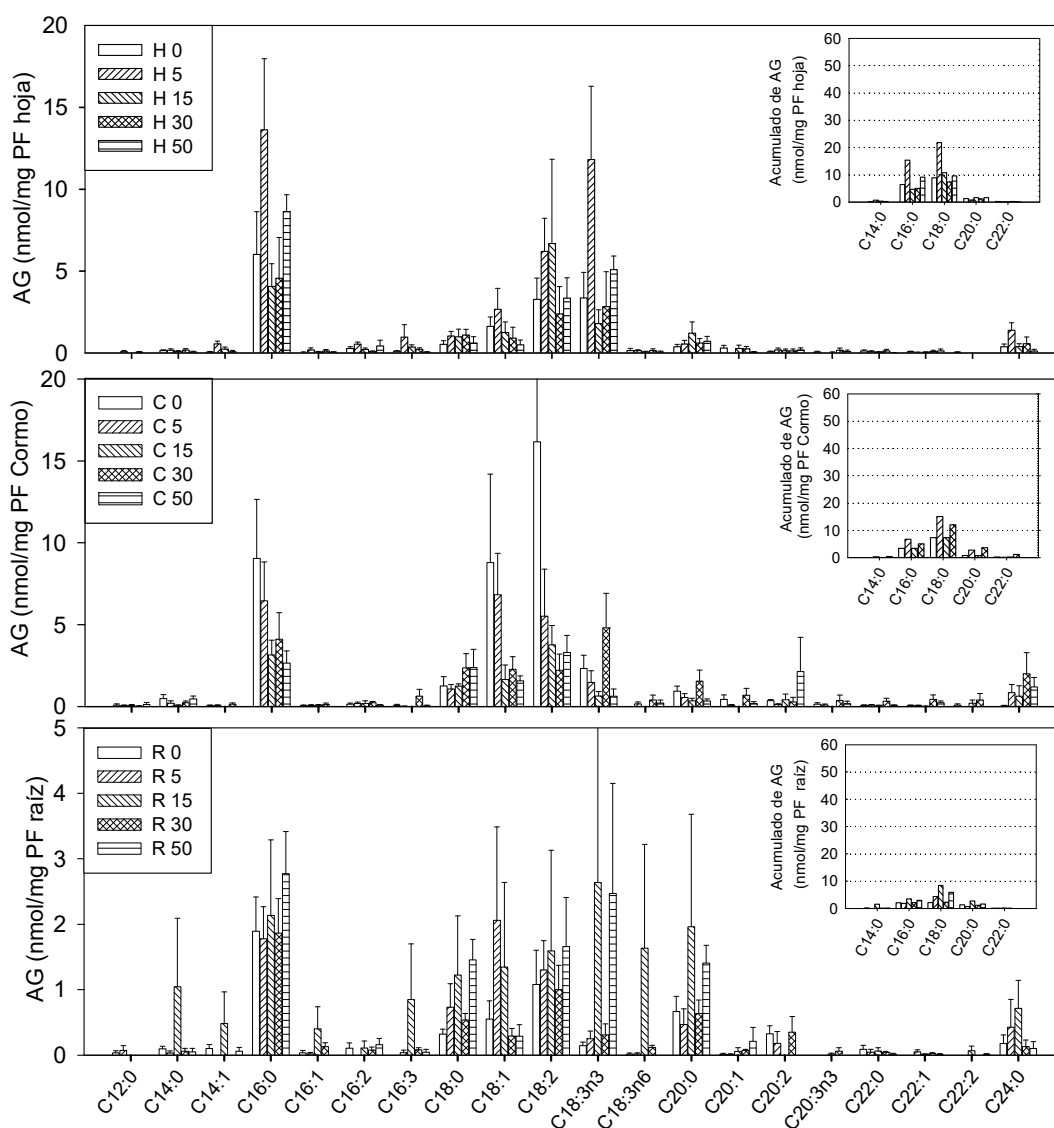 20
15
10
5
0
AG (nmol/mg PF hoja)
H 0
H 5
H 15
H 30
H 50
60
50
40
30
20
10
0
Acumulado de AG
(nmol/mg PF hoja)
C14:0
C16:0
C18:0
C20:0
C22:0
20
15
10
5
0
AG (nmol/mg PF Cormo)
C 0
C 5
C 15
C 30
C 50
60
50
40
30
20
10
0
Acumulado de AG
(nmol/mg PF Cormo)
C14:0
C16:0
C18:0
C20:0
C22:0
5
4
3
2
1
0
AG (nmol/mg PF raíz)
R 0
R 5
R 15
R 30
R 50
60
50
40
30
20
10
0
Acumulado de AG
(nmol/mg PF raíz)
C14:0
C16:0
C18:0
C20:0
C22:0
C12:0
C14:0
C14:1
C16:0
C16:1
C16:2
C16:3
C18:0
C18:1
C18:2
C18:3n3
C18:3n6
C20:0
C20:1
C20:2
C20:3n3
C22:0
C22:1
C22:2
C24:0